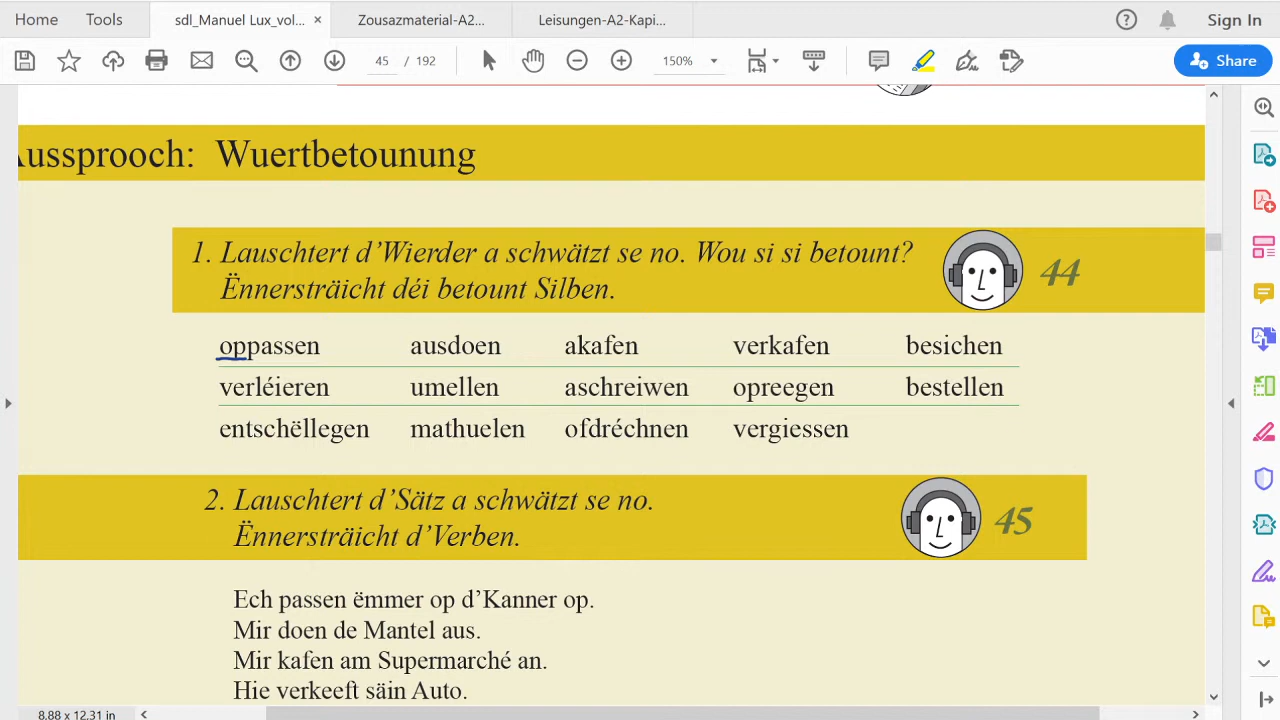 Home Tools sdl_Manuel Lux_vol... × Zousazmaterial-A2... Leisungen-A2-Kapi... Sign In
45 / 192 150% Share
Aussprooch: Wuertbetounung
1. Lauschtert d’Wierder a schwätzt se no. Wou si si betount?
Ënnersträicht déi betount Silben.
44
oppassen ausdoen akafen verkafen besichen
verléieren umellen aschreiwen opreegen bestellen
entschëllegen mathuelen ofdréchnen vergiessen
2. Lauschtert d’Sätz a schwätzt se no.
Ënnersträicht d’Verben.
45
Ech passen ëmmer op d’Kanner op.
Mir doen de Mantel aus.
Mir kafen am Supermarché an.
Hie verkeeft säin Auto.
8.88 x 12.31 in